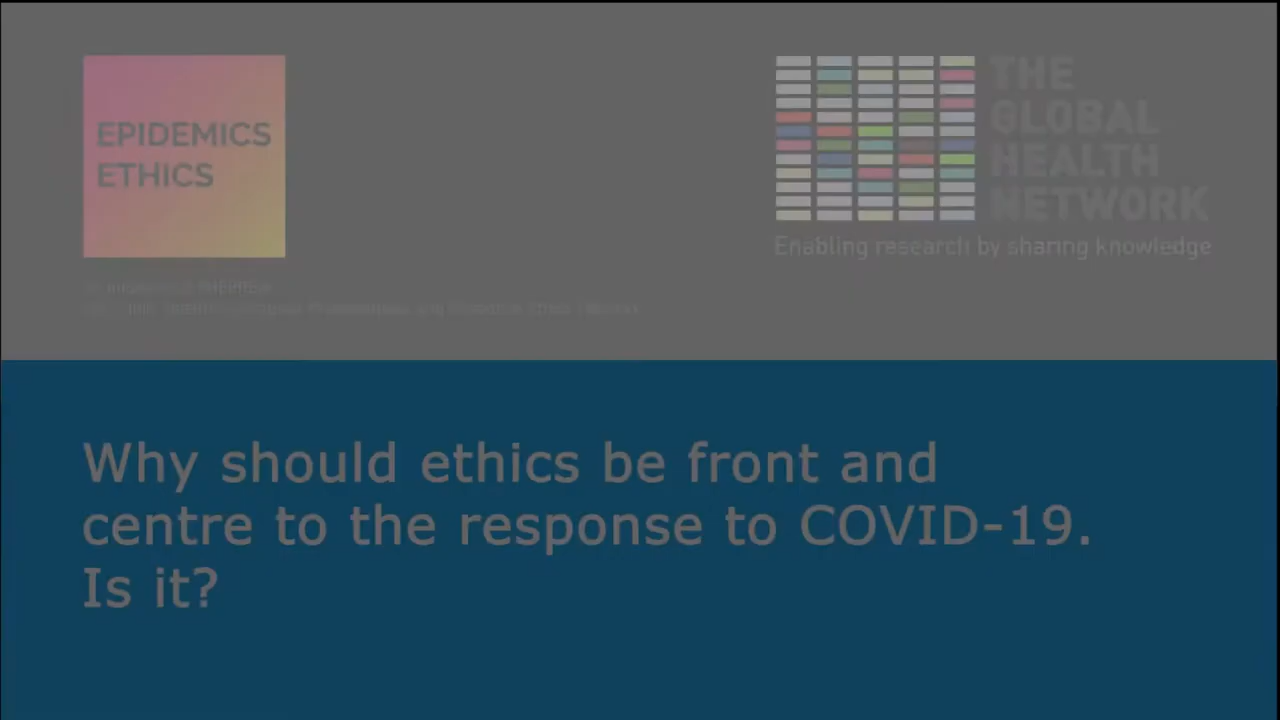 EPIDEMICS
ETHICS
THE
GLOBAL
HEALTH
NETWORK
Enabling research by sharing knowledge
Why should ethics be front and
centre to the response to COVID-19.
Is it?